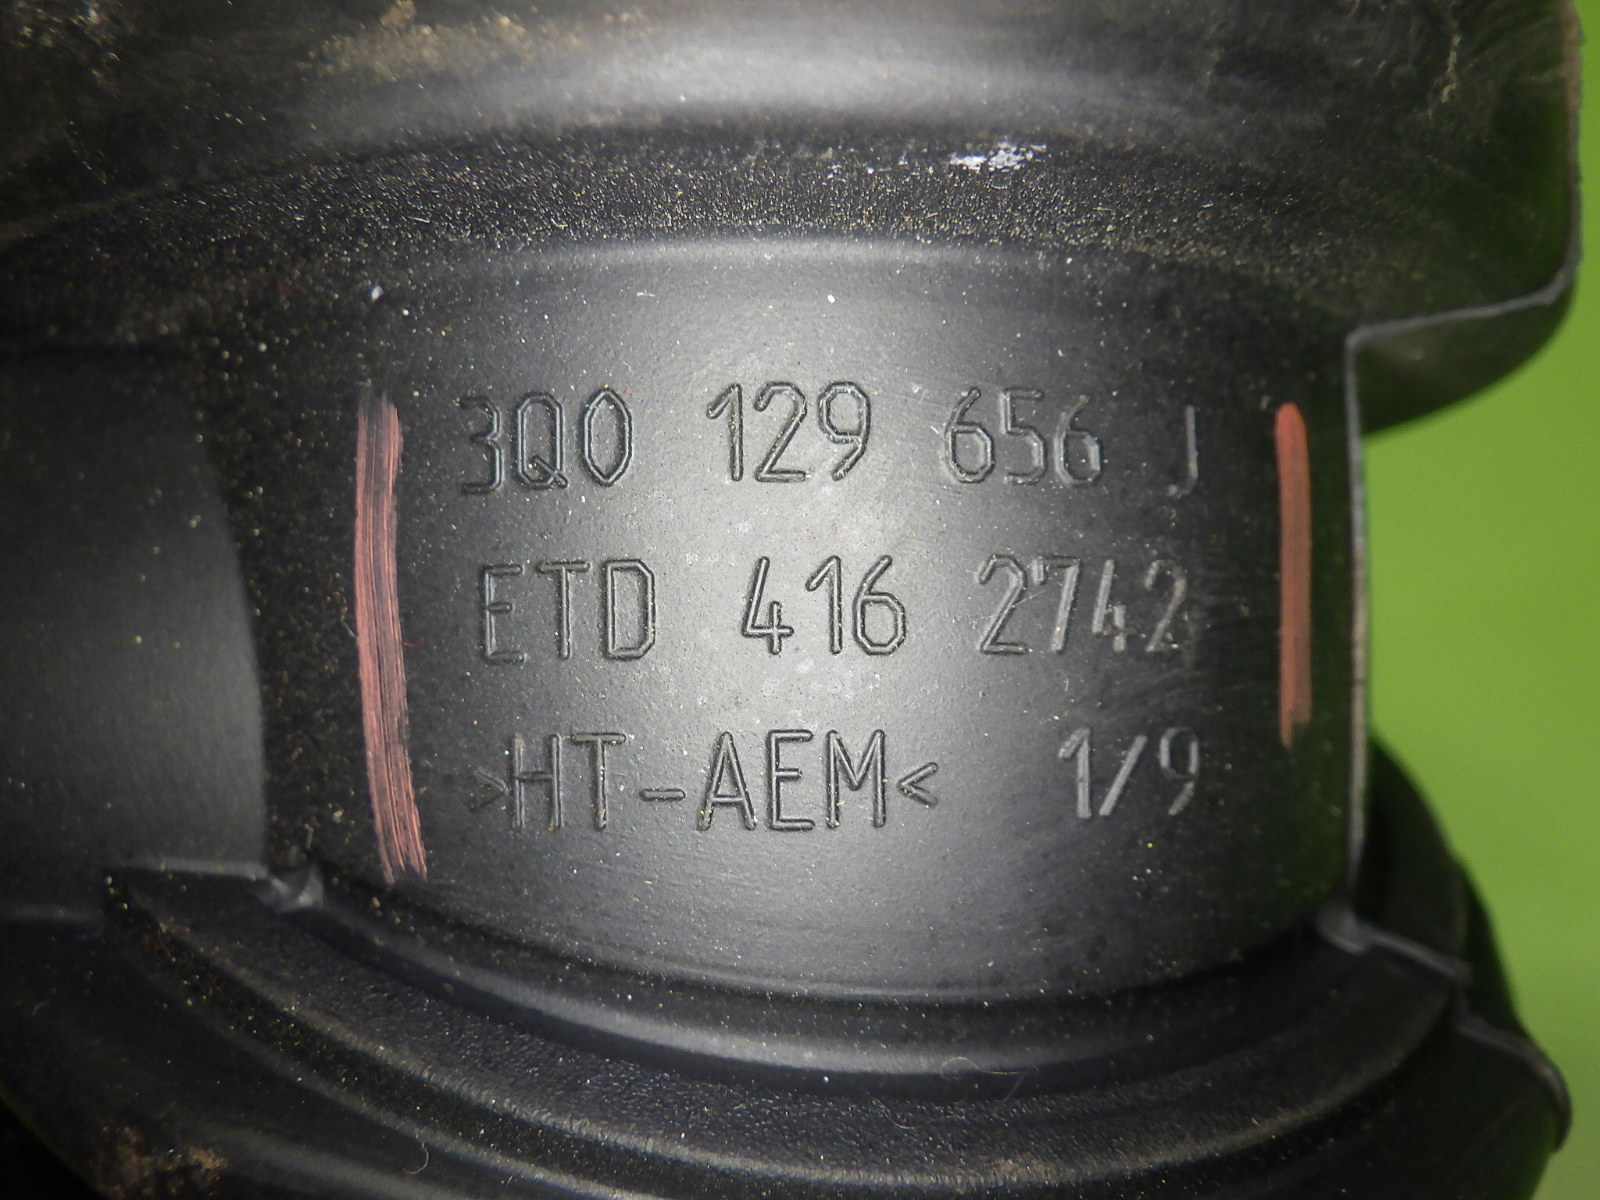 3Q0 129 656 J
ETD 416 2742
>HT-AEM< 1/9